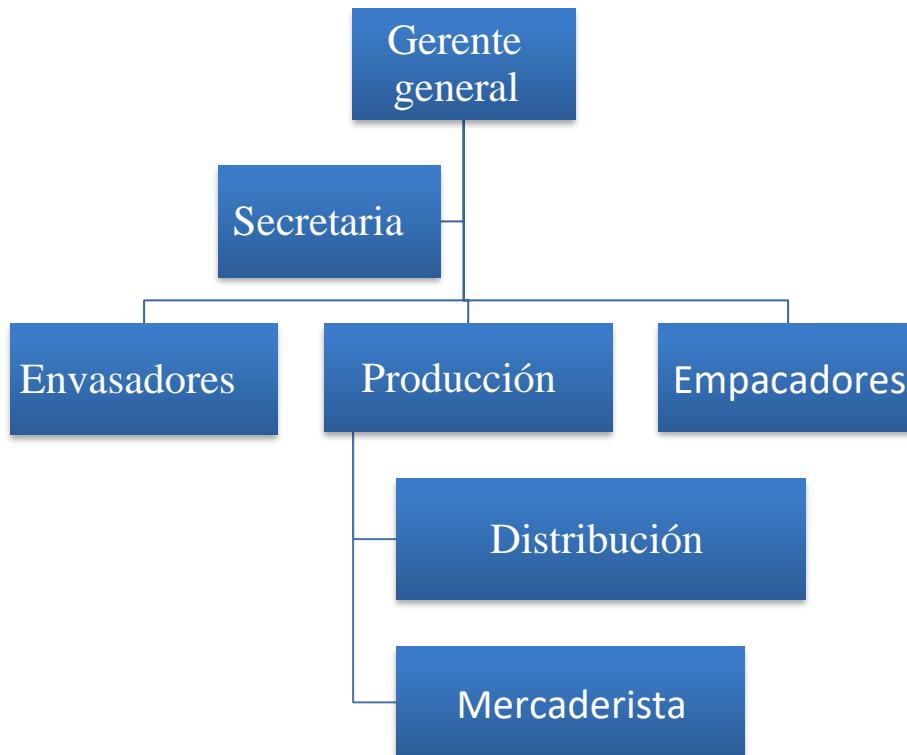 Gerente
general
Secretaria
Envasadores
Producción
Empacadores
Distribución
Mercaderista